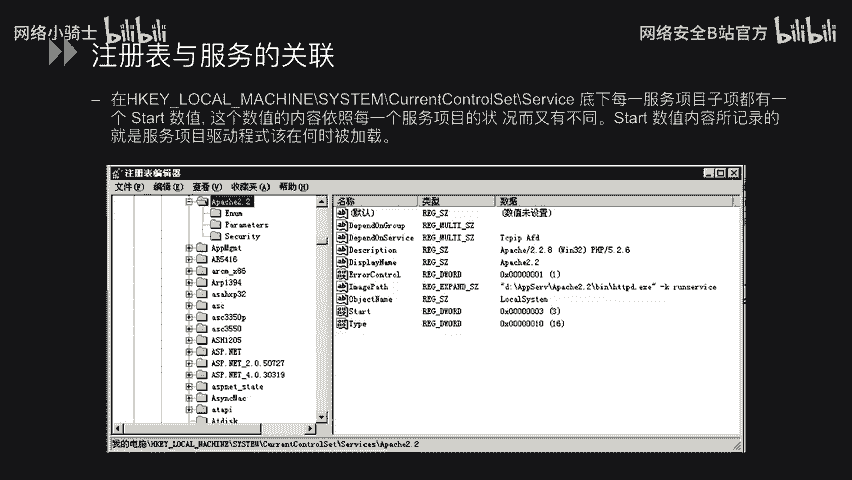 网络小骑士 bilibili
网络安全B站官方 bilibili
注册表与服务的关联
– 在HKEY_LOCAL_MACHINE\SYSTEM\CurrentControlSet\Service 底下每一服务项目子项都有一
个 Start 数值, 这个数值的内容依照每一个服务项目的状 况而又有不同。Start 数值内容所记录的
就是服务项目驱动程式该在何时被加载。
注册表编辑器
文件(F) 编辑(E) 查看(V) 收藏夹(A) 帮助(H)
Apache2.2
Enum
Parameters
Security
AppMgmt
AR5416
arcm_x86
Arp1394
asahxp32
asc
asc3350p
asc3550
ASH1205
ASP.NET
ASP.NET_2.0.50727
ASP.NET_4.0.30319
aspnet_state
AsyncMac
atapi
Atdisk
名称 类型 数据
(默认) REG_SZ (数值未设置)
DependOnGroup REG_MULTI_SZ
DependOnService REG_MULTI_SZ Tcpip Afd
Description REG_SZ Apache/2.2.8 (Win32) PHP/5.2.6
DisplayName REG_SZ Apache2.2
ErrorControl REG_DWORD 0x00000001 (1)
ImagePath REG_EXPAND_SZ "d:\AppServ\Apache2.2\bin\httpd.exe" -k runservice
ObjectName REG_SZ LocalSystem
Start REG_DWORD 0x00000003 (3)
Type REG_DWORD 0x00000010 (16)
我的电脑\HKEY_LOCAL_MACHINE\SYSTEM\CurrentControlSet\Services\Apache2.2